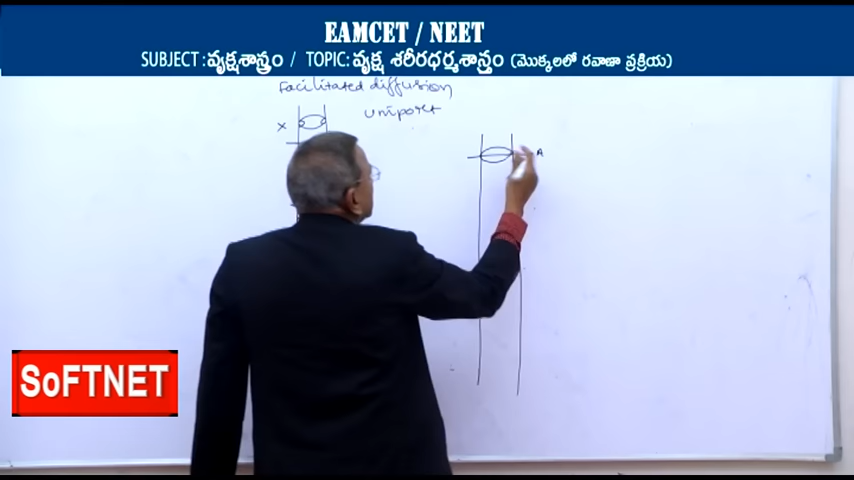 EAMCET / NEET
SUBJECT : వృక్షశాస్త్రం / TOPIC: వృక్ష శరీరధర్మశాస్త్రం (మొక్కలలో రవాణా ప్రక్రియ)
Facilitated diffusion
uniport
X
A
SoFTNET